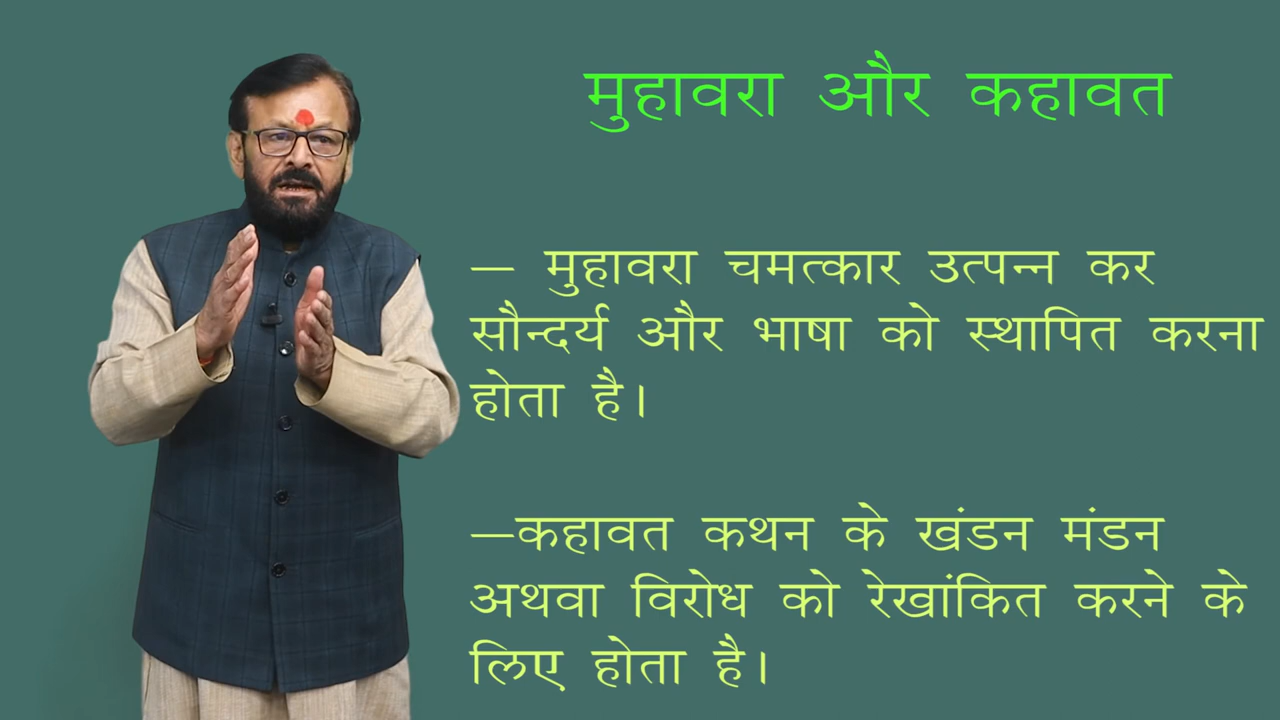 मुहावरा और कहावत
— मुहावरा चमत्कार उत्पन्न कर
सौन्दर्य और भाषा को स्थापित करना
होता है।
—कहावत कथन के खंडन मंडन
अथवा विरोध को रेखांकित करने के
लिए होता है।